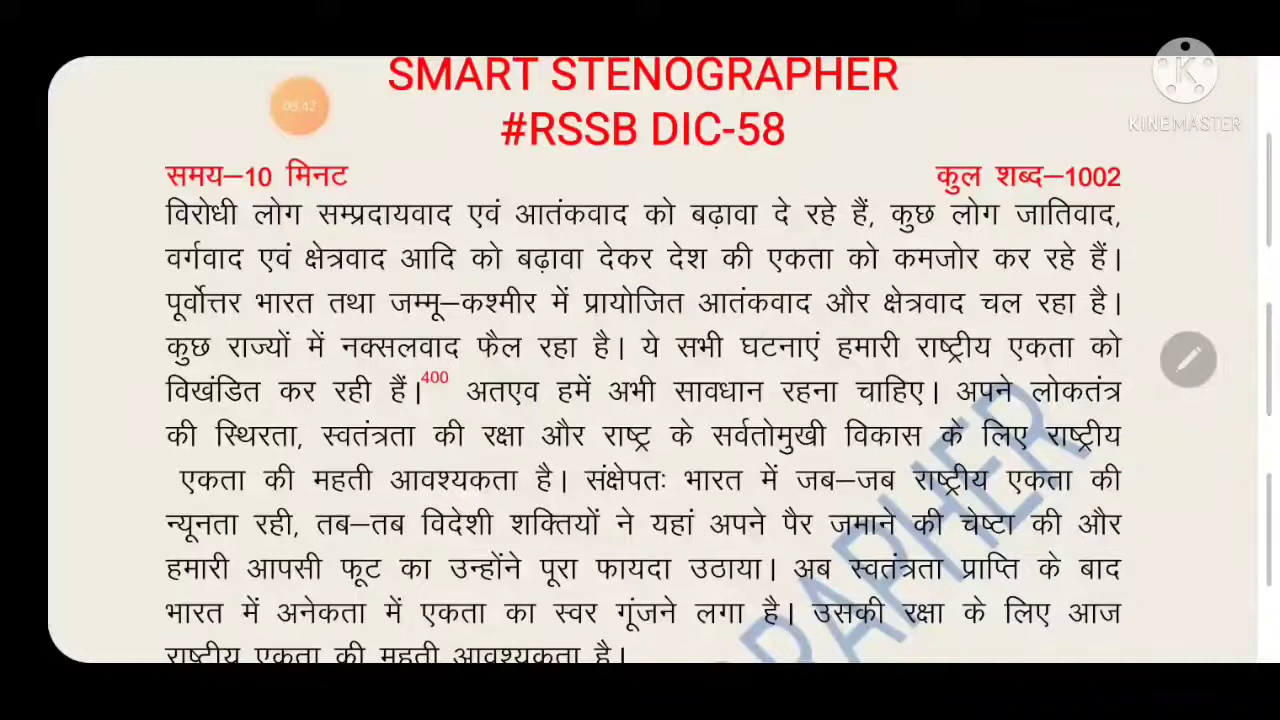 SMART STENOGRAPHER
#RSSB DIC-58
03:42
KINEMASTER
समय–10 मिनट कुल शब्द–1002
विरोधी लोग सम्प्रदायवाद एवं आतंकवाद को बढ़ावा दे रहे हैं, कुछ लोग जातिवाद,
वर्गवाद एवं क्षेत्रवाद आदि को बढ़ावा देकर देश की एकता को कमजोर कर रहे हैं।
पूर्वोत्तर भारत तथा जम्मू–कश्मीर में प्रायोजित आतंकवाद और क्षेत्रवाद चल रहा है।
कुछ राज्यों में नक्सलवाद फैल रहा है। ये सभी घटनाएं हमारी राष्ट्रीय एकता को
विखंडित कर रही हैं।400 अतएव हमें अभी सावधान रहना चाहिए। अपने लोकतंत्र
की स्थिरता, स्वतंत्रता की रक्षा और राष्ट्र के सर्वतोमुखी विकास के लिए राष्ट्रीय
एकता की महती आवश्यकता है। संक्षेपतः भारत में जब–जब राष्ट्रीय एकता की
न्यूनता रही, तब–तब विदेशी शक्तियों ने यहां अपने पैर जमाने की चेष्टा की और
हमारी आपसी फूट का उन्होंने पूरा फायदा उठाया। अब स्वतंत्रता प्राप्ति के बाद
भारत में अनेकता में एकता का स्वर गूंजने लगा है। उसकी रक्षा के लिए आज
राष्ट्रीय एकता की महती आवश्यकता है।
RAPHER